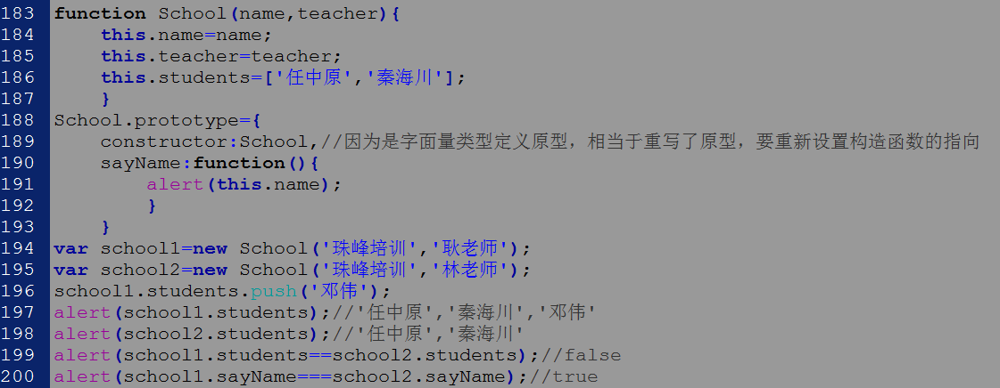 183 function School(name,teacher){
184     this.name=name;
185     this.teacher=teacher;
186     this.students=['任中原','秦海川'];
187     }
188 School.prototype={
189     constructor:School,//因为是字面量类型定义原型，相当于重写了原型，要重新设置构造函数的指向
190     sayName:function(){
191         alert(this.name);
192         }
193     }
194 var school1=new School('珠峰培训','耿老师');
195 var school2=new School('珠峰培训','林老师');
196 school1.students.push('邓伟');
197 alert(school1.students);//'任中原','秦海川','邓伟'
198 alert(school2.students);//'任中原','秦海川'
199 alert(school1.students==school2.students);//false
200 alert(school1.sayName===school2.sayName);//true